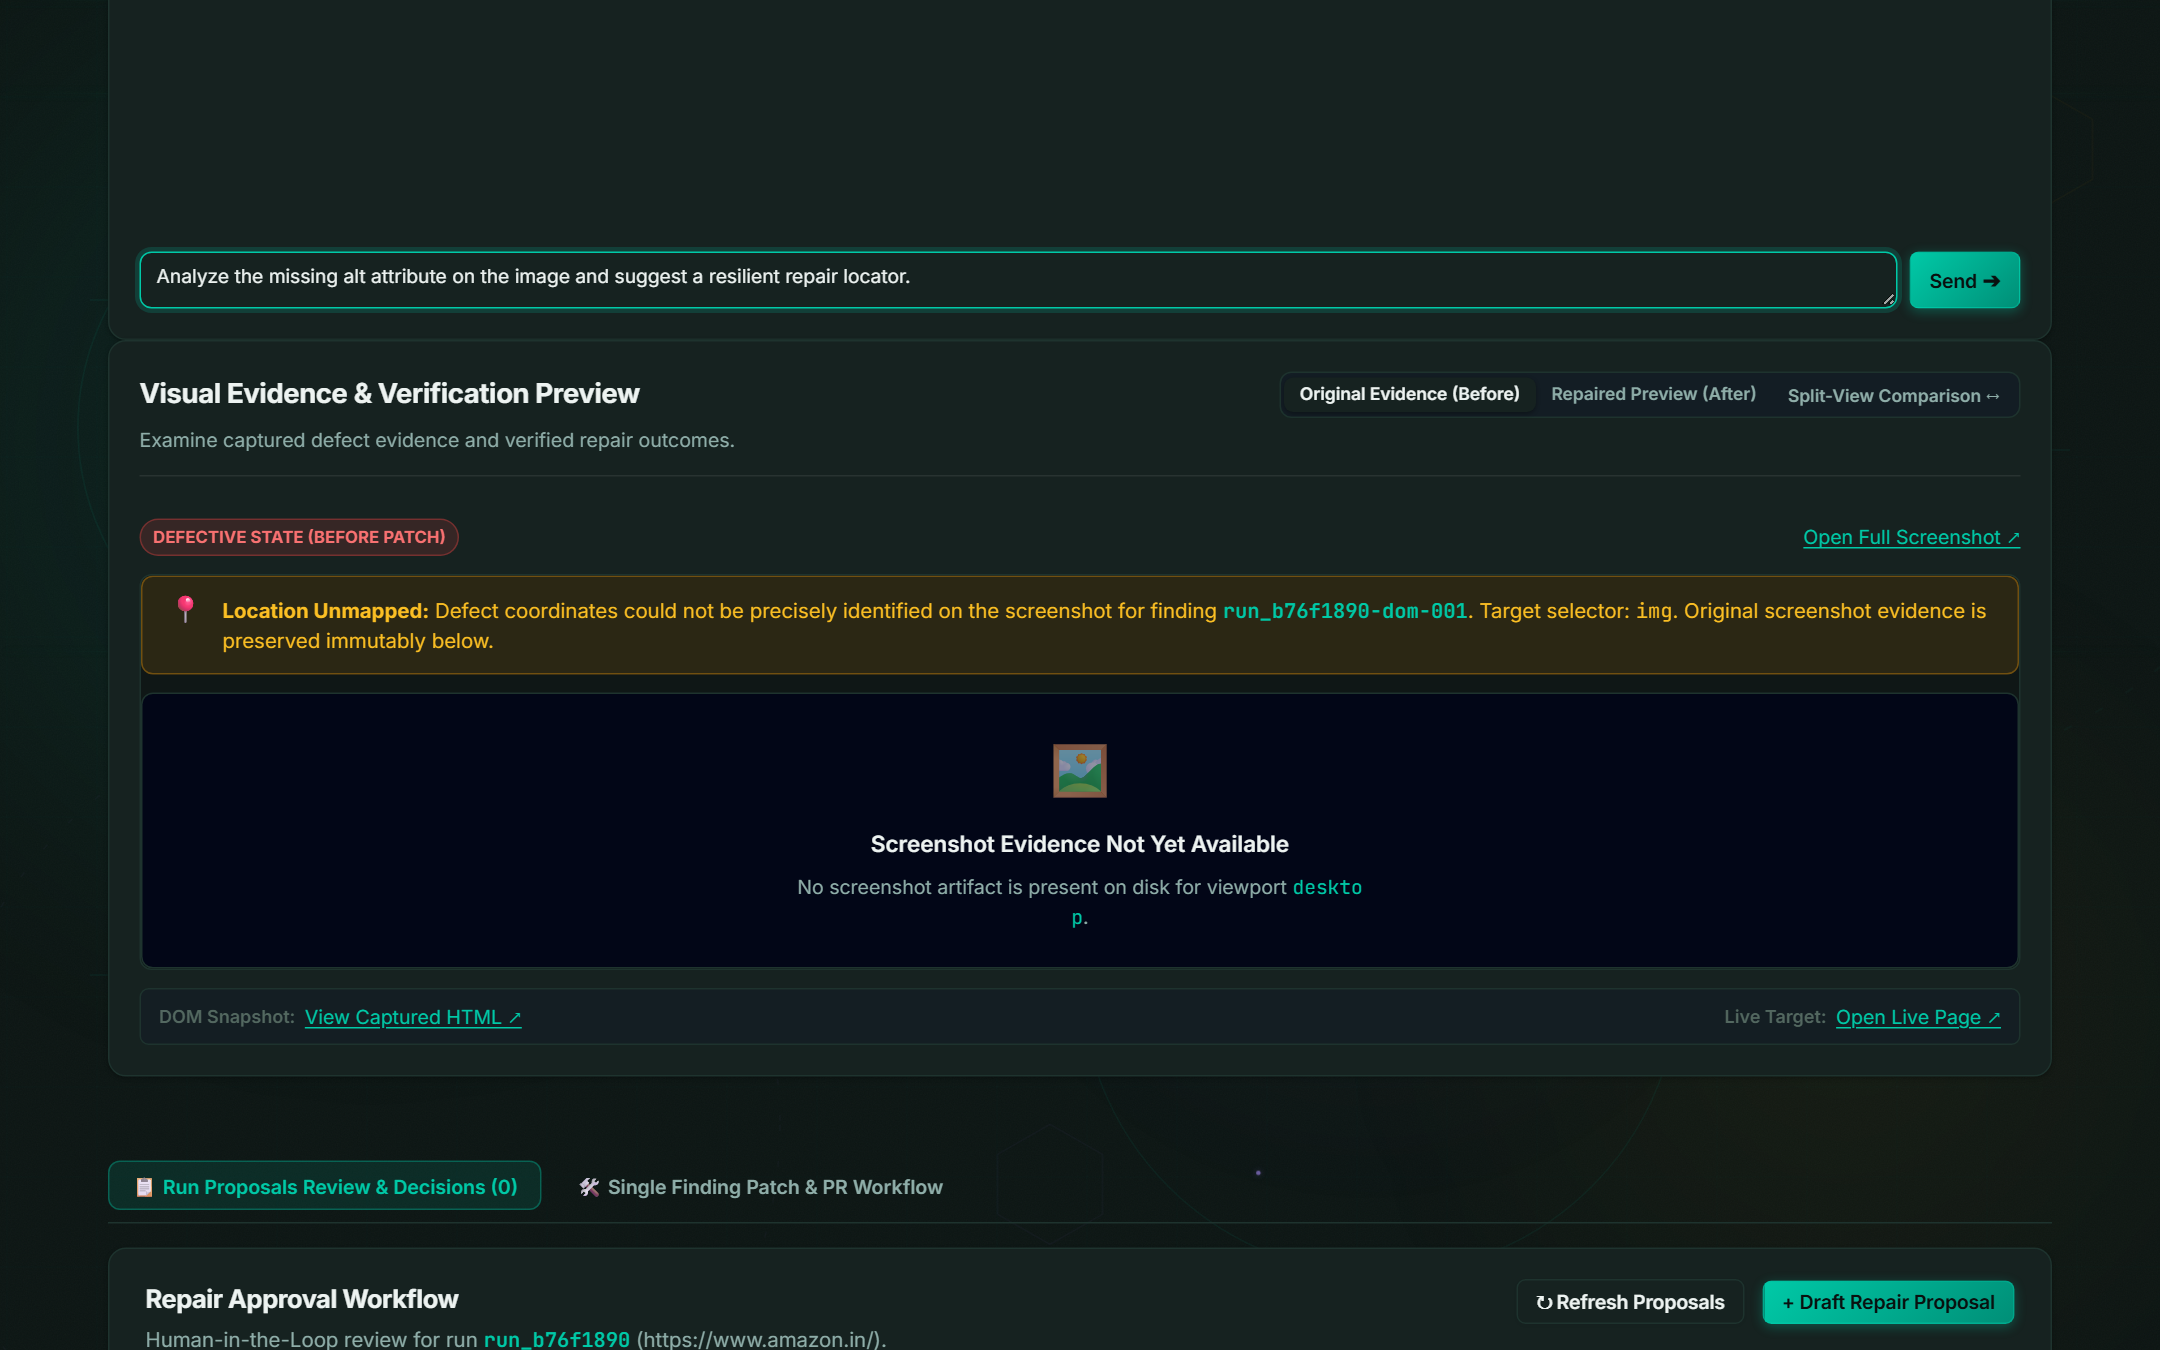 Analyze the missing alt attribute on the image and suggest a resilient repair locator.
Send ➔
Visual Evidence & Verification Preview
Original Evidence (Before)
Repaired Preview (After)
Split-View Comparison ↔
Examine captured defect evidence and verified repair outcomes.
DEFECTIVE STATE (BEFORE PATCH)
Open Full Screenshot ↗
Location Unmapped: Defect coordinates could not be precisely identified on the screenshot for finding run_b76f1890-dom-001. Target selector: img. Original screenshot evidence is
preserved immutably below.
Screenshot Evidence Not Yet Available
No screenshot artifact is present on disk for viewport deskto
p.
DOM Snapshot: View Captured HTML ↗
Live Target: Open Live Page ↗
Run Proposals Review & Decisions (0)
Single Finding Patch & PR Workflow
Repair Approval Workflow
↻ Refresh Proposals
+ Draft Repair Proposal
Human-in-the-Loop review for run run_b76f1890 (https://www.amazon.in/).